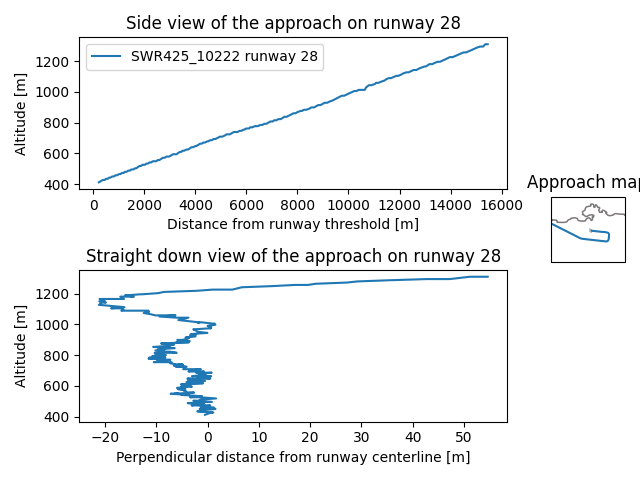 Side view of the approach on runway 28
SWR425_10222 runway 28
Altitude [m]
1200
1000
800
600
400
0 2000 4000 6000 8000 10000 12000 14000 16000
Distance from runway threshold [m]
Approach map
Straight down view of the approach on runway 28
Altitude [m]
1200
1000
800
600
400
−20 −10 0 10 20 30 40 50
Perpendicular distance from runway centerline [m]